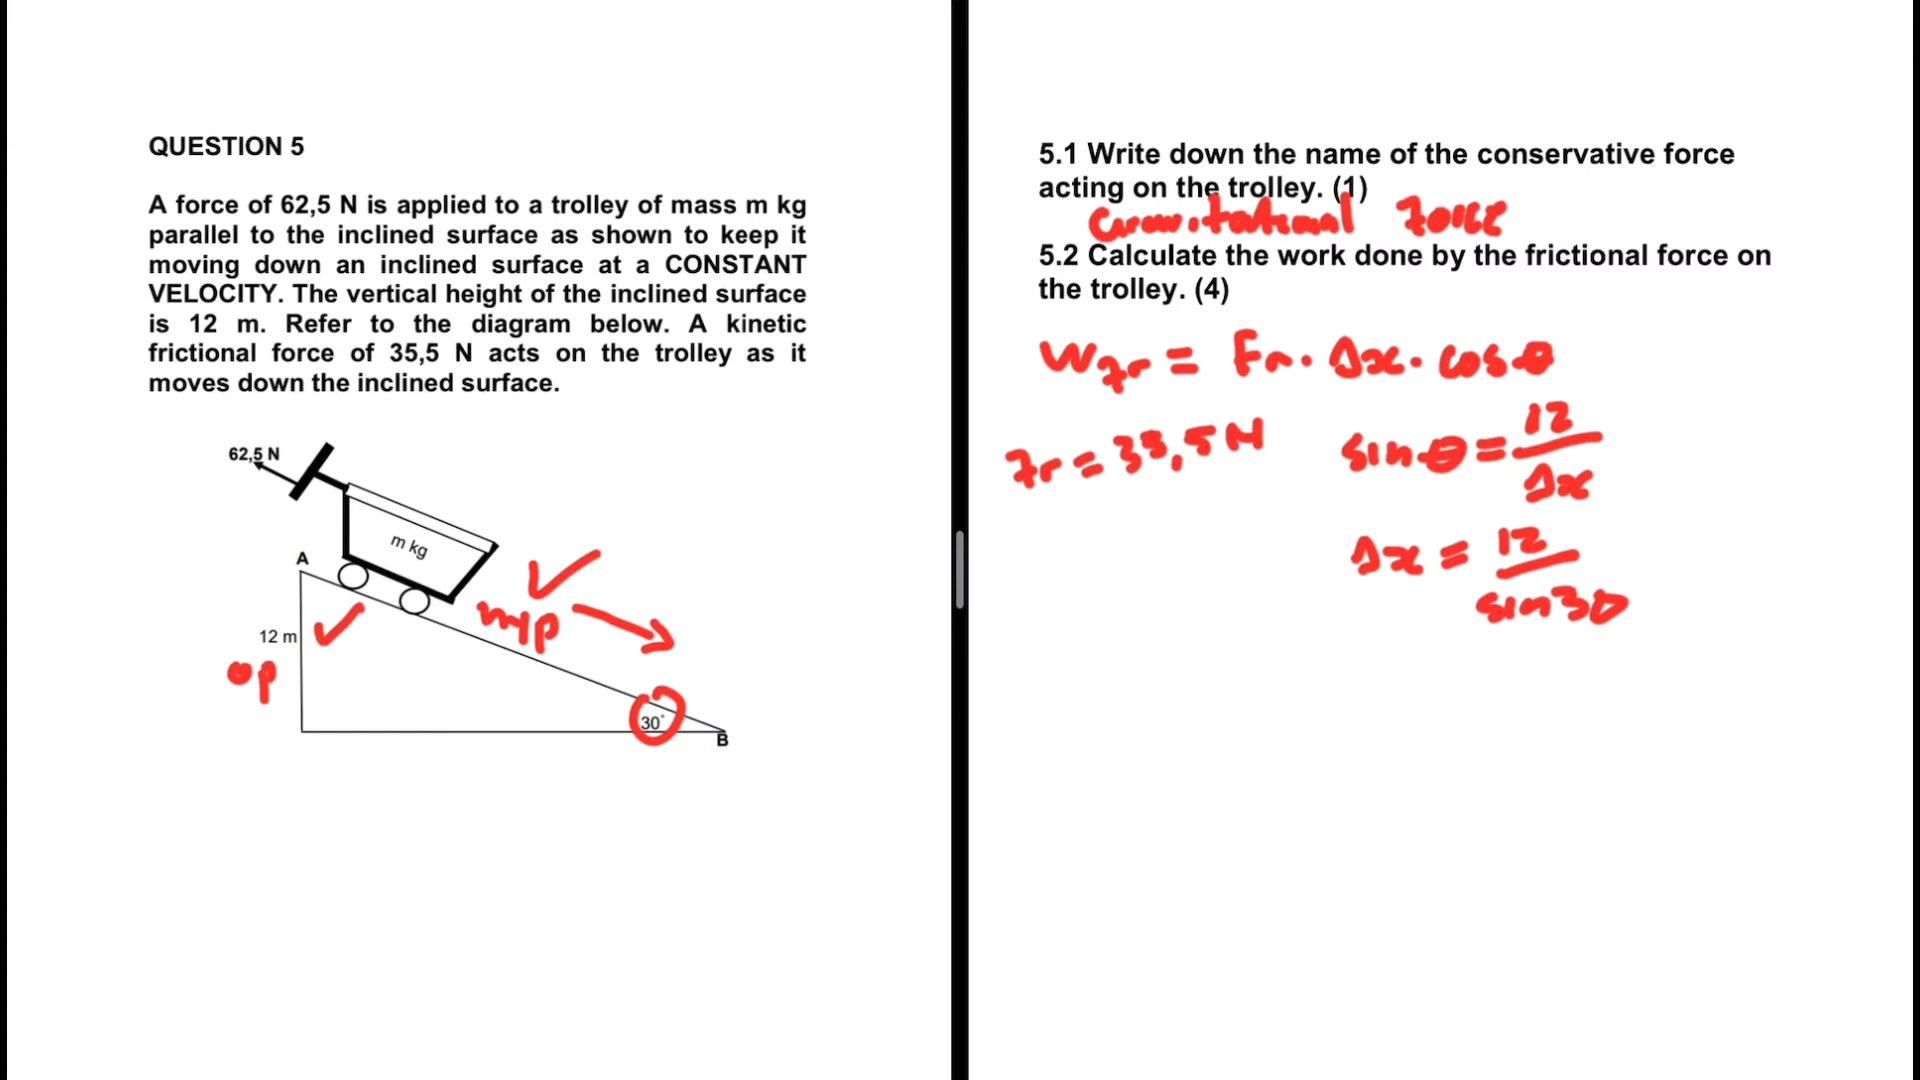 QUESTION 5
A force of 62,5 N is applied to a trolley of mass m kg
parallel to the inclined surface as shown to keep it
moving down an inclined surface at a CONSTANT
VELOCITY. The vertical height of the inclined surface
is 12 m. Refer to the diagram below. A kinetic
frictional force of 35,5 N acts on the trolley as it
moves down the inclined surface.
62,5 N
m kg
A
12 m
op
hyp
30°
B
5.1 Write down the name of the conservative force
acting on the trolley. (1)
Gravitational force
5.2 Calculate the work done by the frictional force on
the trolley. (4)
Wfr = Fr · Δx · cos θ
fr = 35,5 N
sin θ = 12
Δx
Δx = 12
sin 30